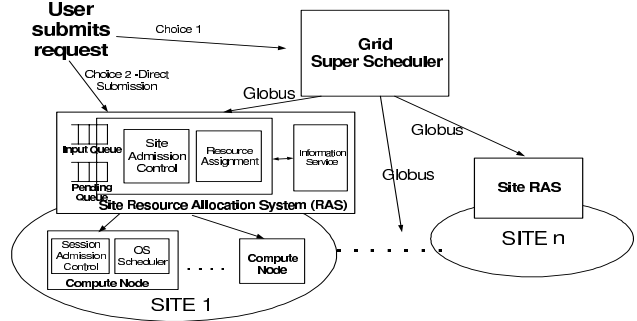 User
submits
request
Choice 1
Grid
Super Scheduler
Choice 2 -Direct
Submission
Globus
Globus
Globus
Input Queue
Pending
Queue
Site
Admission
Control
Resource
Assignment
Information
Service
Site Resource Allocation System (RAS)
Site RAS
SITE n
Session
Admission
Control
OS
Scheduler
Compute Node
Compute
Node
SITE 1